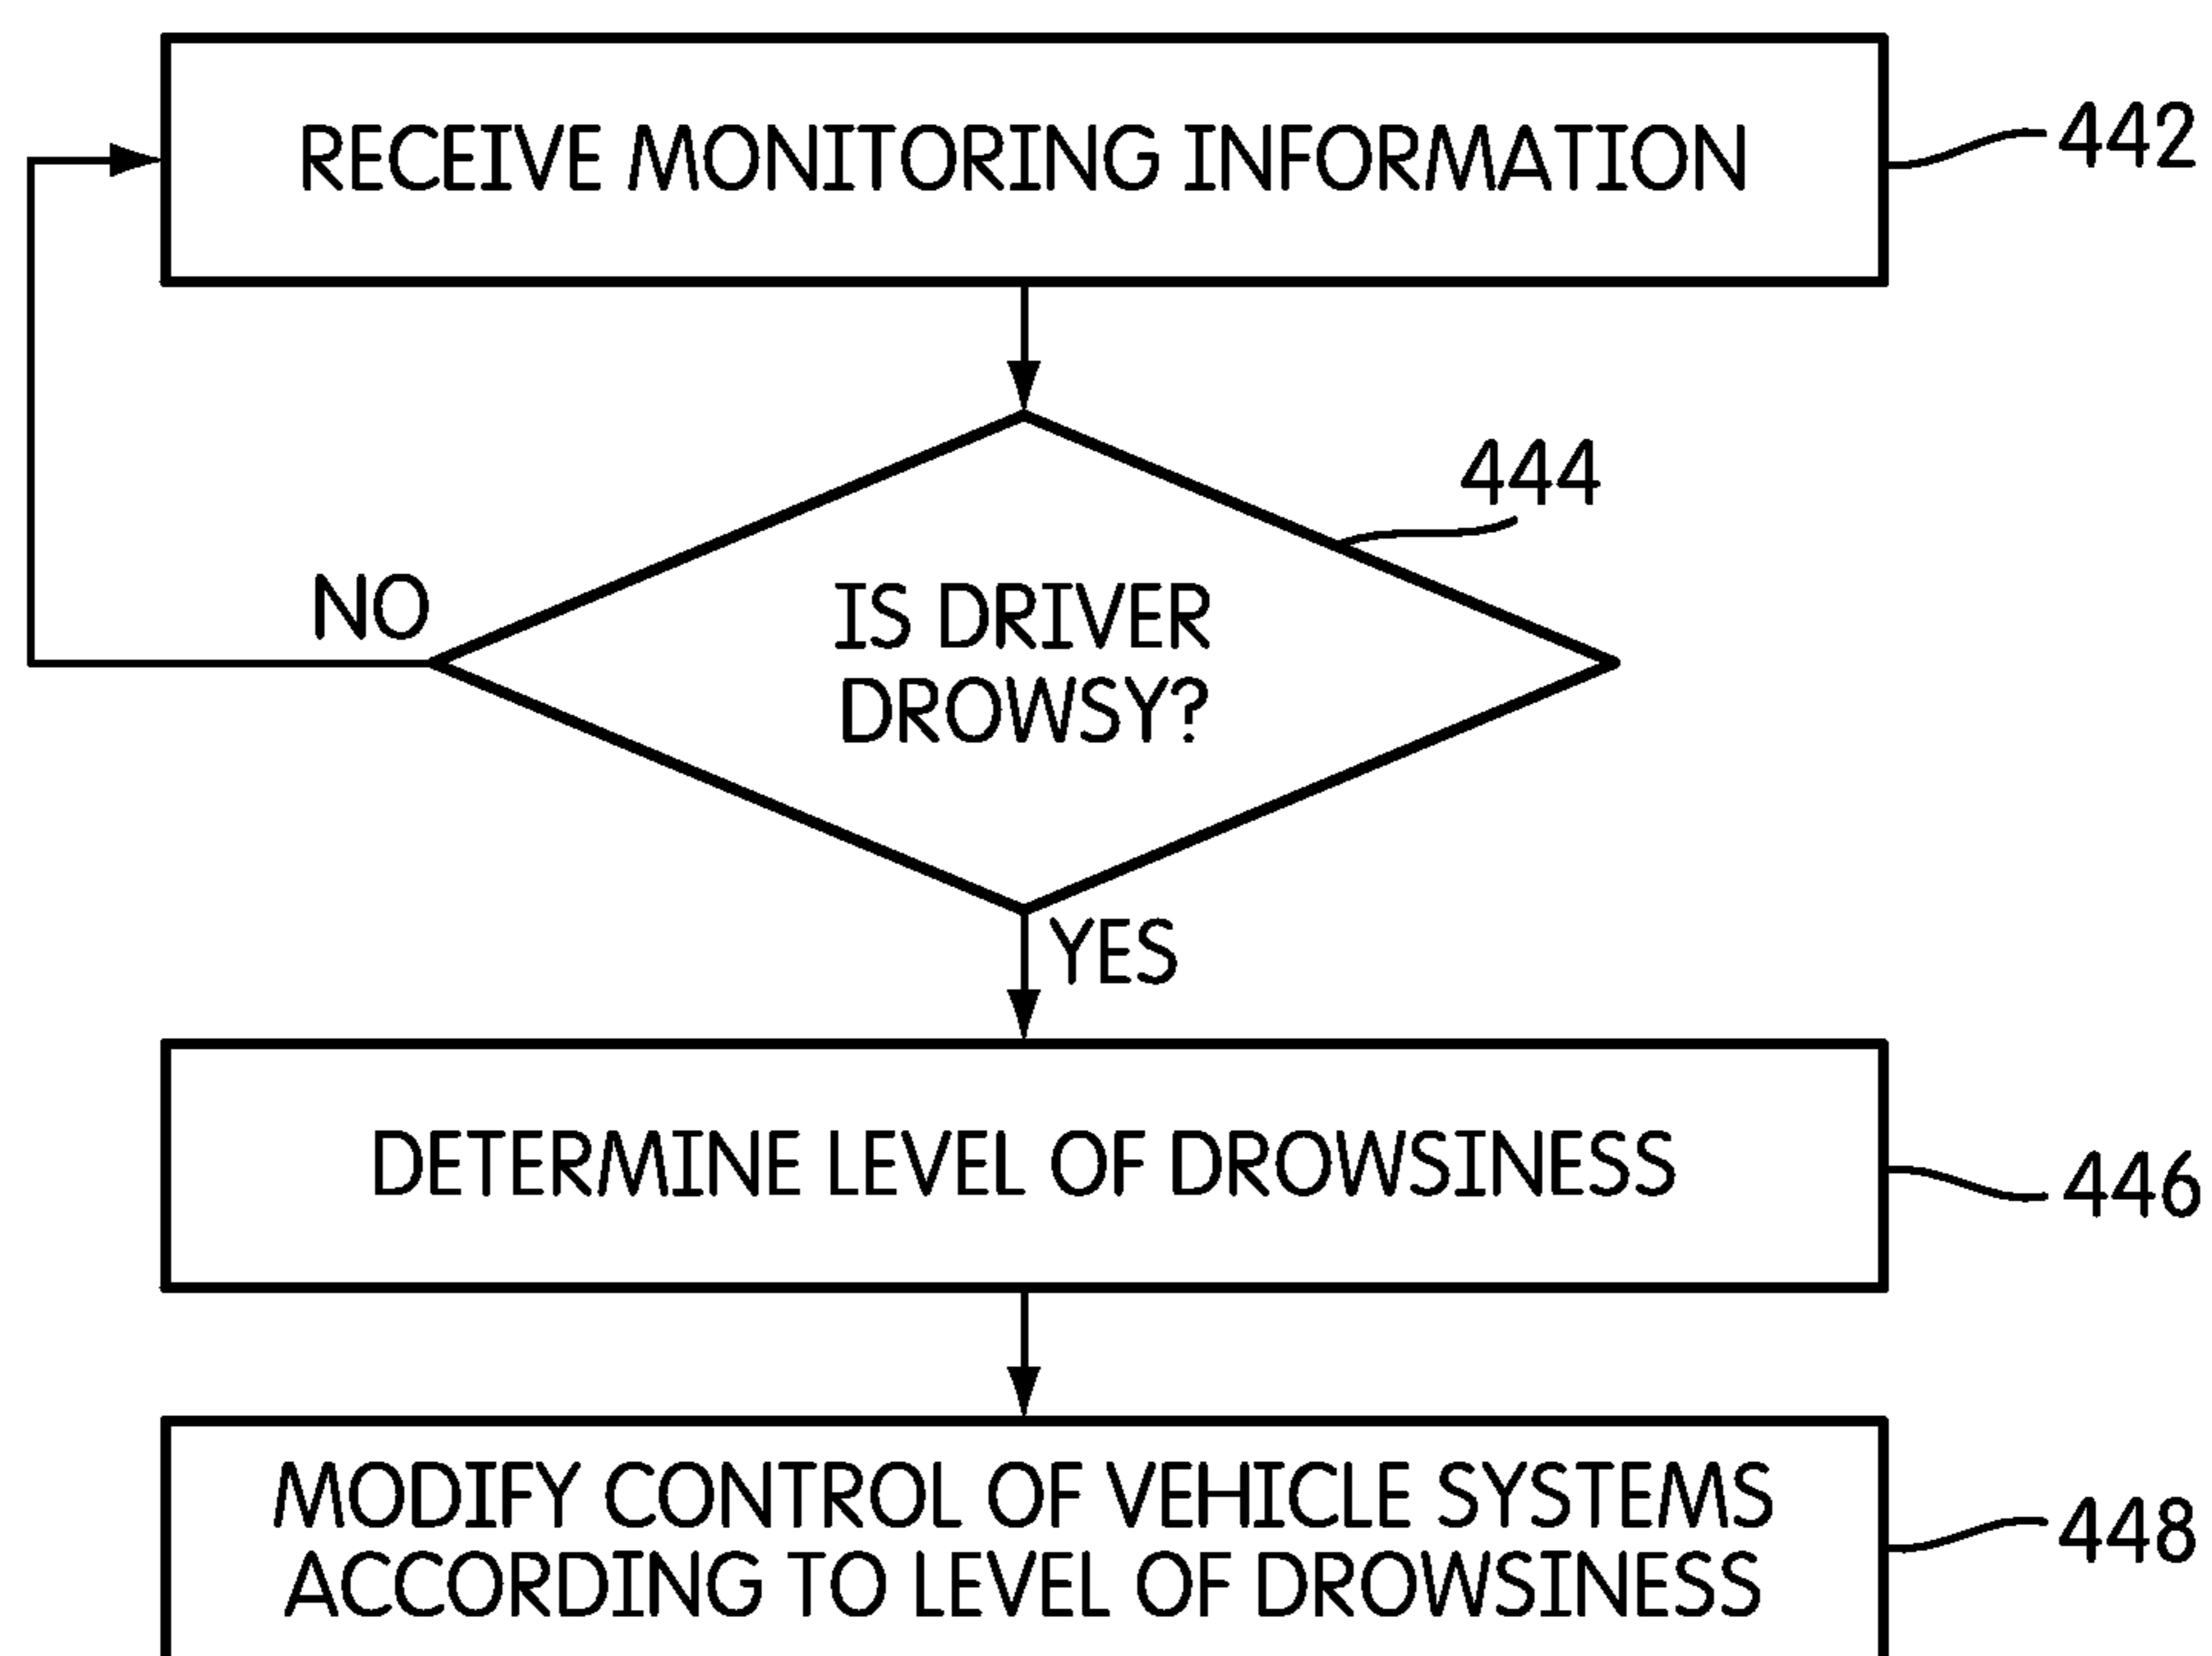 RECEIVE MONITORING INFORMATION
442
444
IS DRIVER
DROWSY?
NO
YES
DETERMINE LEVEL OF DROWSINESS
446
MODIFY CONTROL OF VEHICLE SYSTEMS
ACCORDING TO LEVEL OF DROWSINESS
448